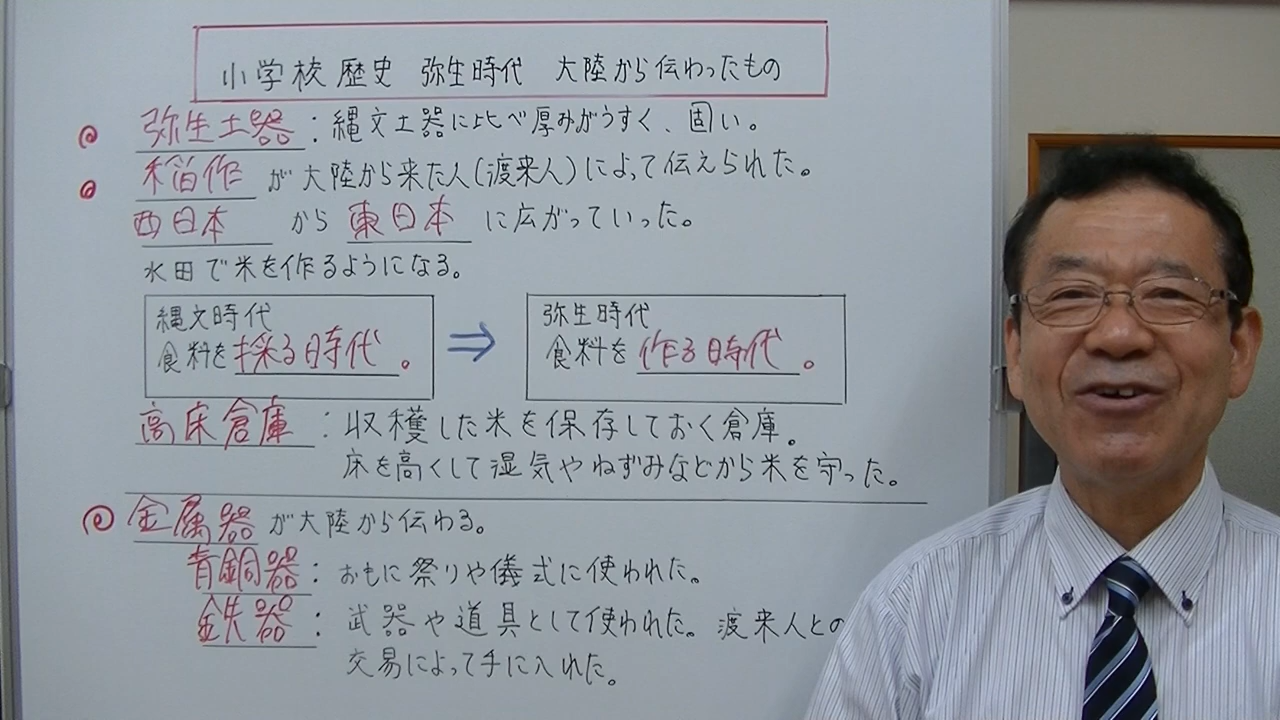 小学校 歴史 弥生時代 大陸から伝わったもの
弥生土器：縄文土器に比べ厚みがうすく、固い。
稲作が大陸から来た人(渡来人)によって伝えられた。
西日本から東日本に広がっていった。
水田で米を作るようになる。
縄文時代
食料を採る時代。
⇒
弥生時代
食料を作る時代。
高床倉庫：収穫した米を保存しておく倉庫。
床を高くして湿気やねずみなどから米を守った。
金属器が大陸から伝わる。
青銅器：おもに祭りや儀式に使われた。
鉄器：武器や道具として使われた。渡来人との
交易によって手に入れた。